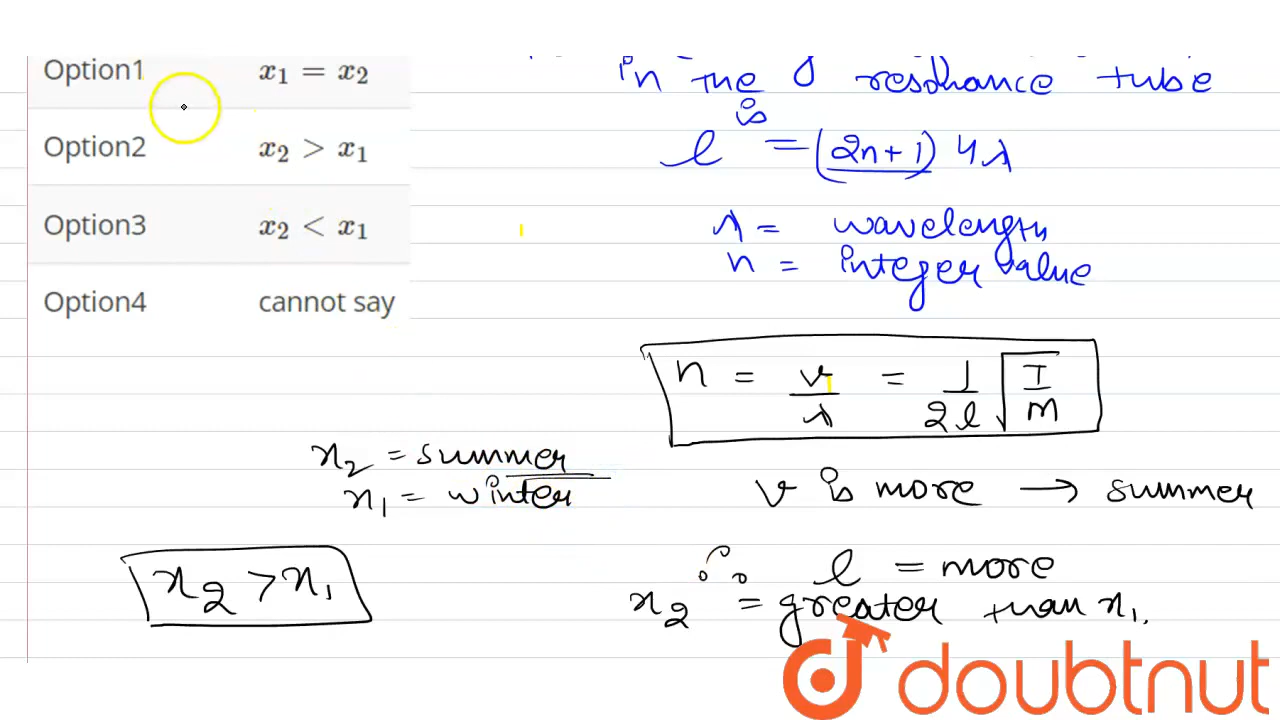 Option1 x₁ = x₂
Option2 x₂ > x₁
Option3 x₂ < x₁
Option4 cannot say
in the resonance tube
is
l = (2n+1) 4λ
λ = wavelength
n = integer value
n = v/λ = 1/2l √T/m
x₂ = summer
x₁ = winter
v is more → summer
x₂ > x₁
∴ l = more
x₂ = greater than x₁.
doubtnut